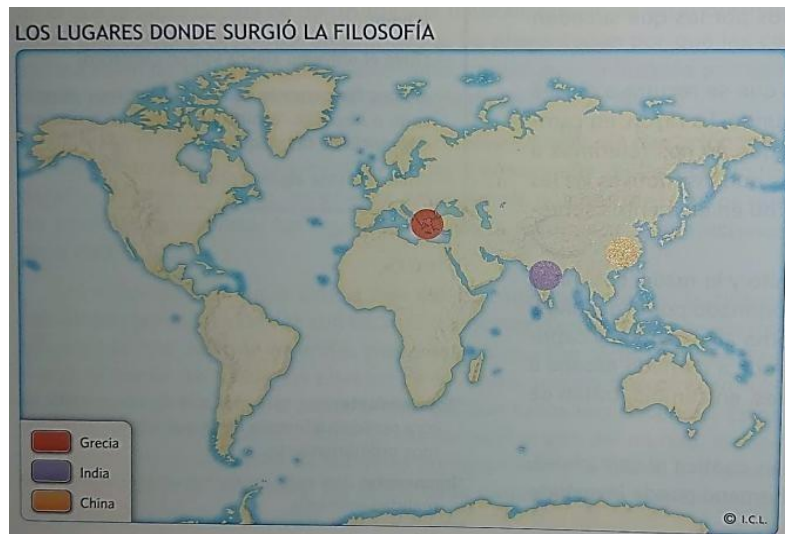 LOS LUGARES DONDE SURGIÓ LA FILOSOFÍA
Grecia
India
China
© I.C.L.